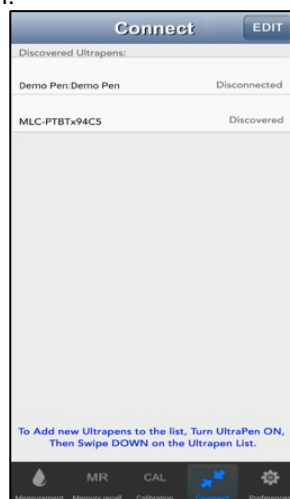 Connect
EDIT
Discovered Ultrapens:
Demo Pen:Demo Pen
Disconnected
MLC-PTBTx94C5
Discovered
To Add new Ultrapens to the list, Turn UltraPen ON,
Then Swipe DOWN on the Ultrapen List.
MR
CAL
Measurement
Memory recall
Calibration
Connect
Preferences